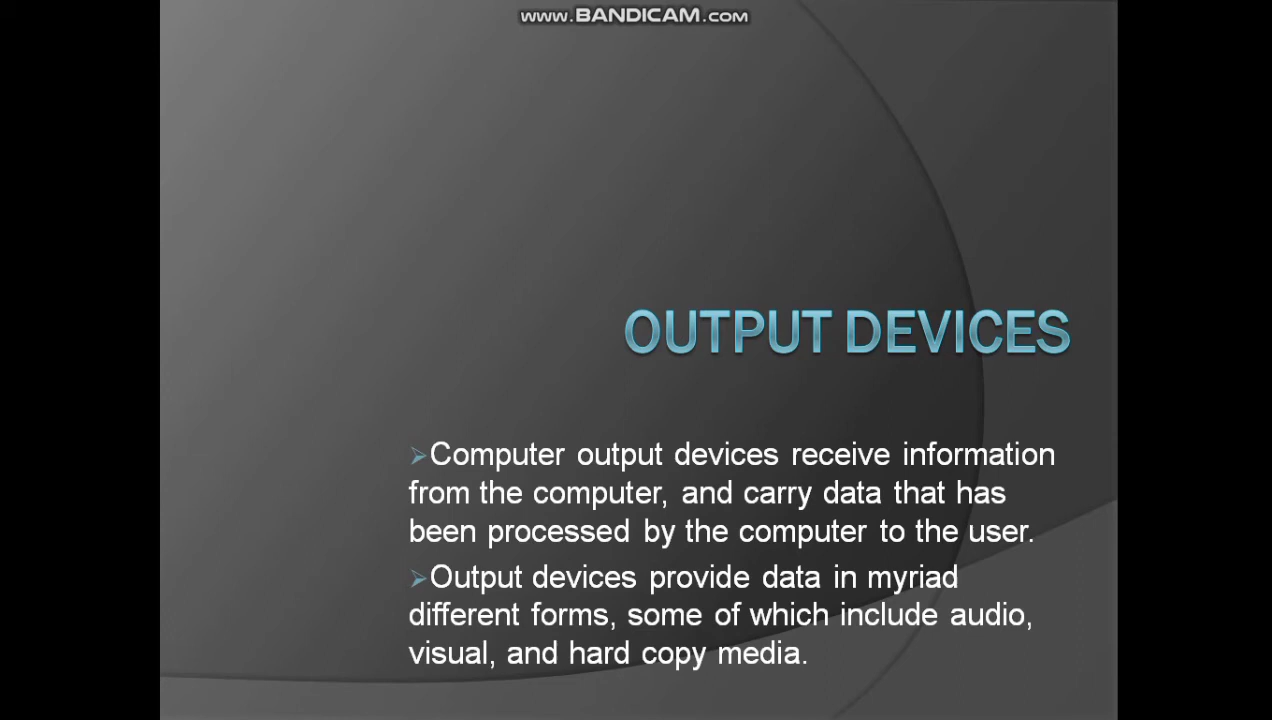 www.BANDICAM.com
OUTPUT DEVICES
➢Computer output devices receive information
from the computer, and carry data that has
been processed by the computer to the user.
➢Output devices provide data in myriad
different forms, some of which include audio,
visual, and hard copy media.